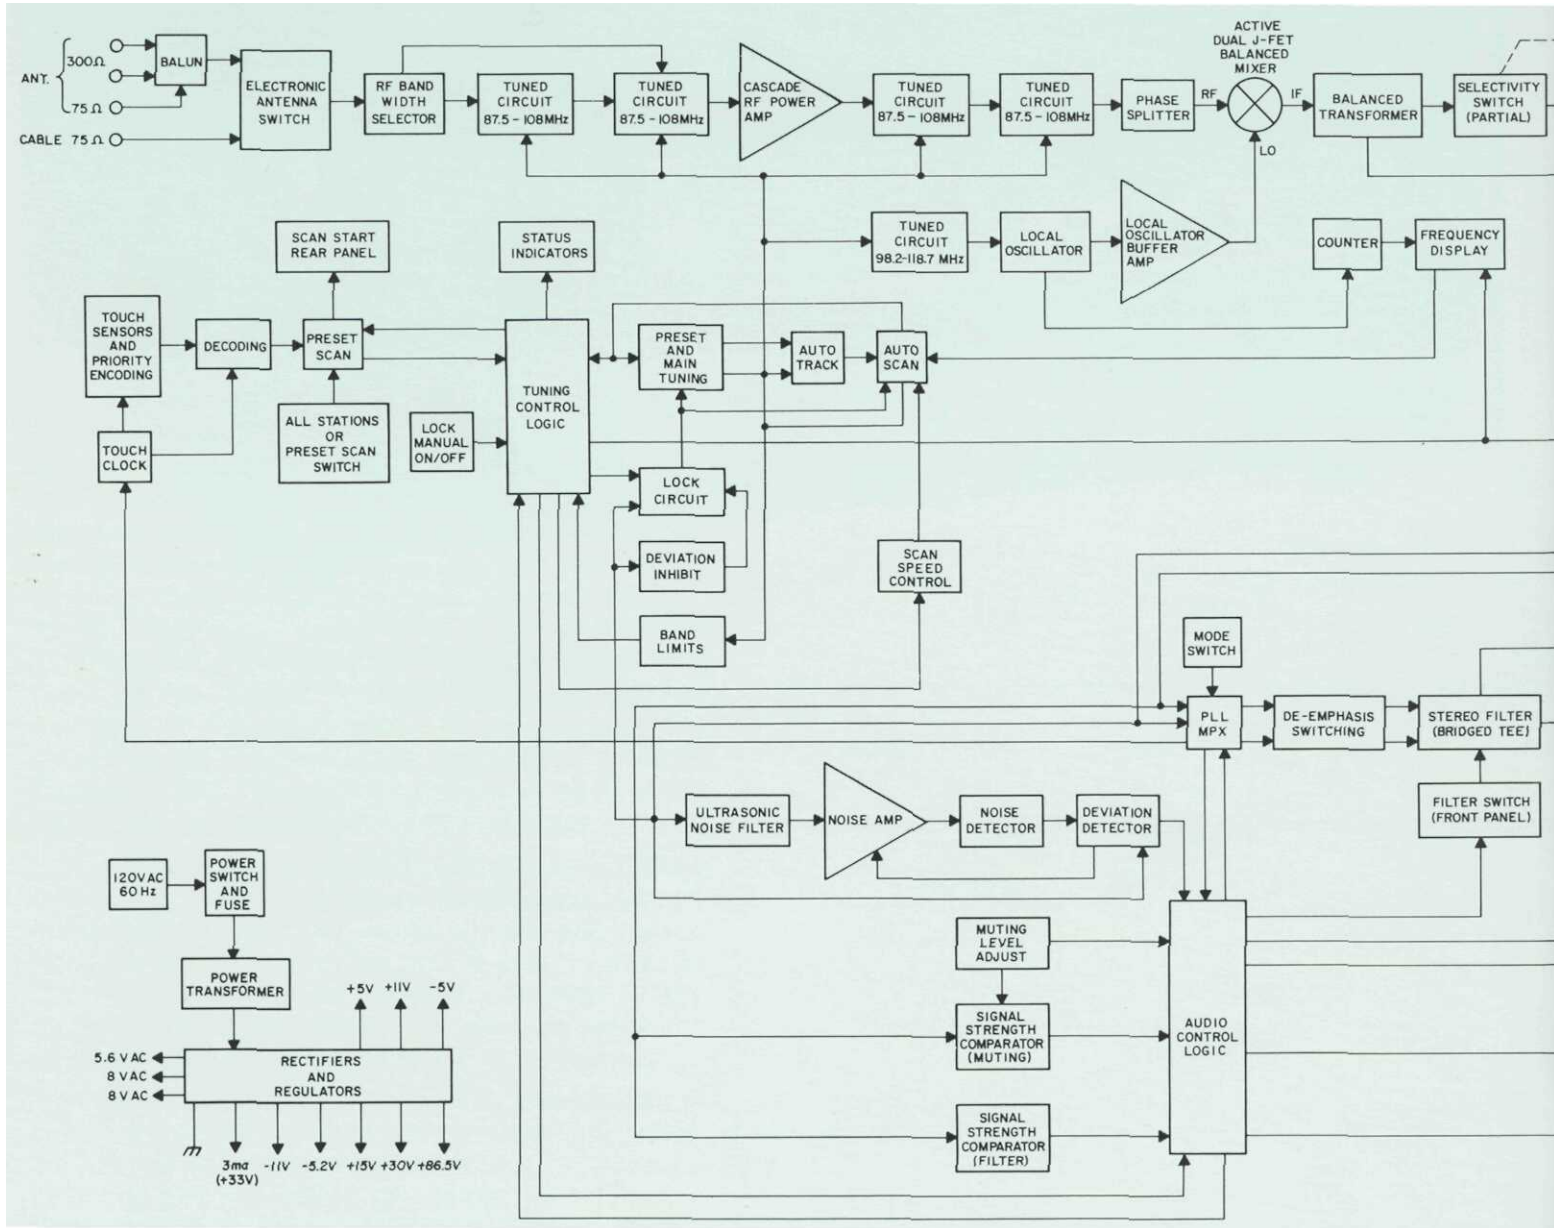 ANT.
300Ω
75Ω
CABLE 75Ω
BALUN
ELECTRONIC
ANTENNA
SWITCH
RF BAND
WIDTH
SELECTOR
TUNED
CIRCUIT
87.5-108MHz
TUNED
CIRCUIT
87.5-108MHz
CASCADE
RF POWER
AMP
TUNED
CIRCUIT
87.5-108MHz
TUNED
CIRCUIT
87.5-108MHz
PHASE
SPLITTER
RF
ACTIVE
DUAL J-FET
BALANCED
MIXER
IF
LO
BALANCED
TRANSFORMER
SELECTIVITY
SWITCH
(PARTIAL)
SCAN START
REAR PANEL
STATUS
INDICATORS
TUNED
CIRCUIT
98.2-118.7 MHz
LOCAL
OSCILLATOR
LOCAL
OSCILLATOR
BUFFER
AMP
COUNTER
FREQUENCY
DISPLAY
TOUCH
SENSORS
AND
PRIORITY
ENCODING
DECODING
PRESET
SCAN
TUNING
CONTROL
LOGIC
PRESET
AND
MAIN
TUNING
AUTO
TRACK
AUTO
SCAN
TOUCH
CLOCK
ALL STATIONS
OR
PRESET SCAN
SWITCH
LOCK
MANUAL
ON/OFF
LOCK
CIRCUIT
DEVIATION
INHIBIT
SCAN
SPEED
CONTROL
BAND
LIMITS
MODE
SWITCH
PLL
MPX
DE-EMPHASIS
SWITCHING
STEREO FILTER
(BRIDGED TEE)
ULTRASONIC
NOISE FILTER
NOISE AMP
NOISE
DETECTOR
DEVIATION
DETECTOR
FILTER SWITCH
(FRONT PANEL)
120VAC
60Hz
POWER
SWITCH
AND
FUSE
POWER
TRANSFORMER
MUTING
LEVEL
ADJUST
+5V +11V -5V
5.6 VAC
8 VAC
8 VAC
RECTIFIERS
AND
REGULATORS
SIGNAL
STRENGTH
COMPARATOR
(MUTING)
AUDIO
CONTROL
LOGIC
SIGNAL
STRENGTH
COMPARATOR
(FILTER)
3ma
(+33V)
-11V -5.2V +15V +30V +86.5V